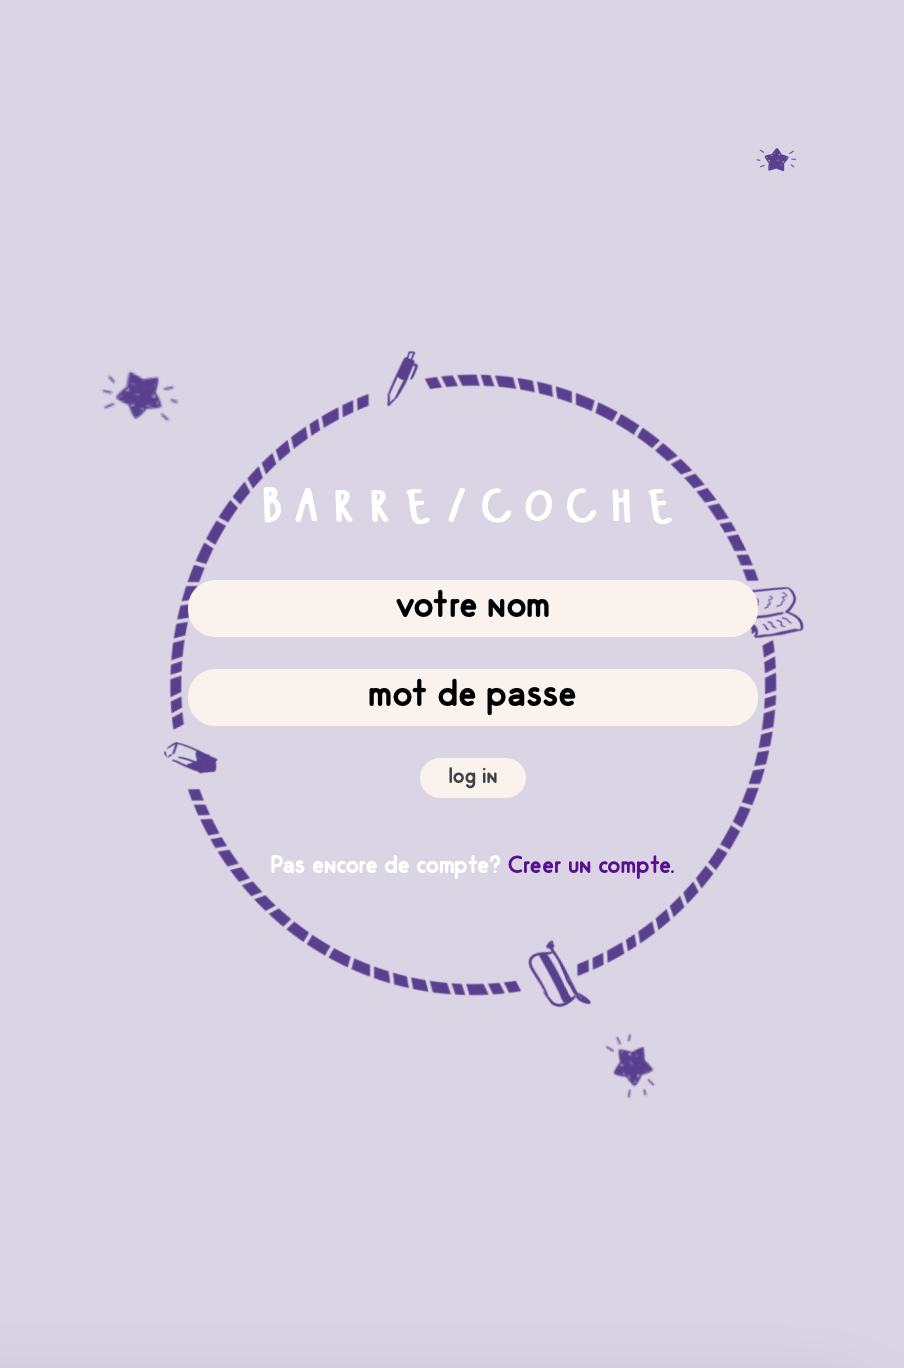 BARRE/COCHE
votre nom
mot de passe
log in
Pas encore de compte? Creer un compte.